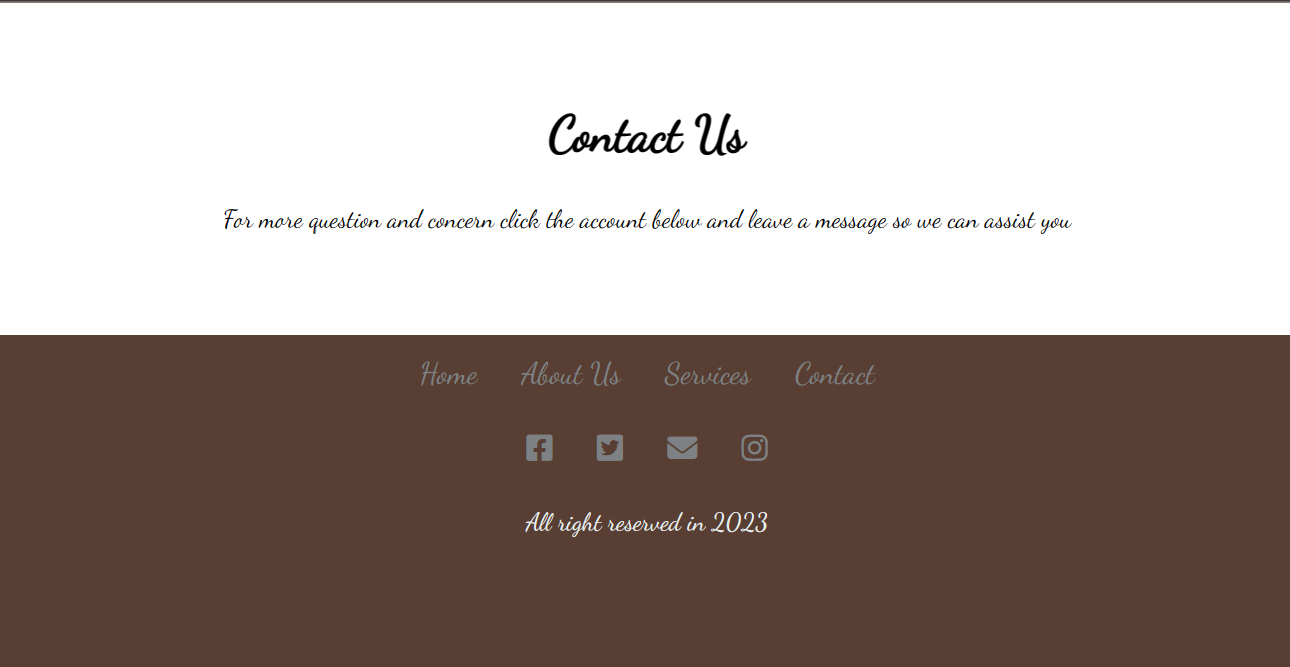 Contact Us
For more question and concern click the account below and leave a message so we can assist you
Home About Us Services Contact
All right reserved in 2023